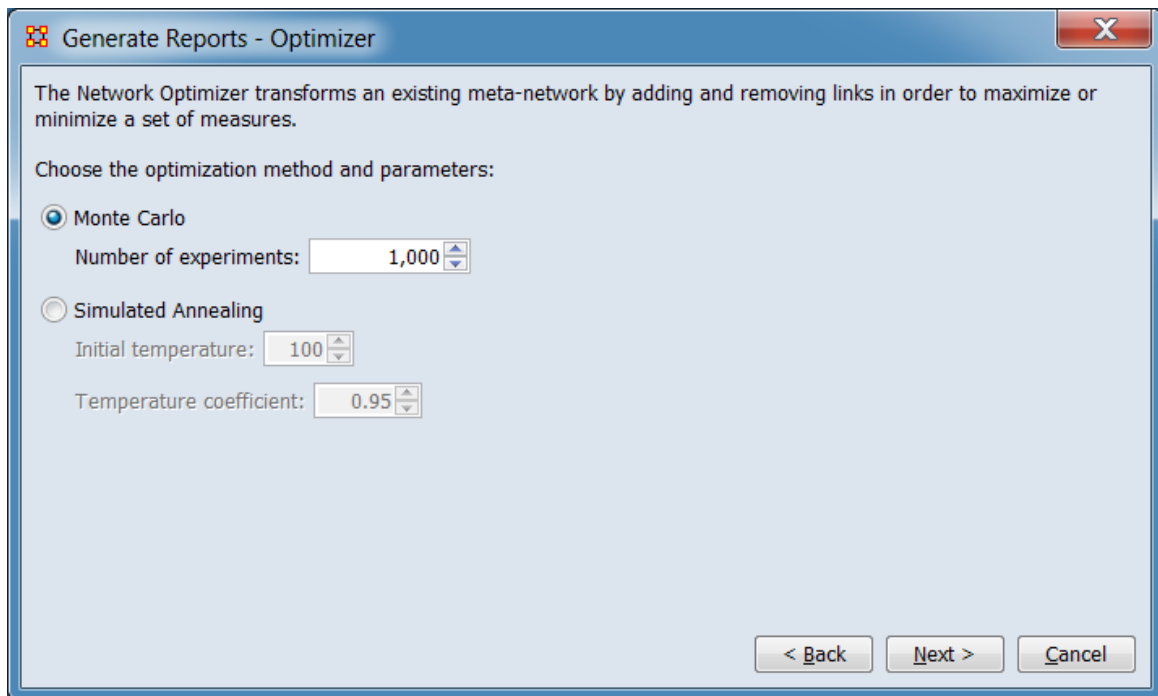 Generate Reports - Optimizer
X
The Network Optimizer transforms an existing meta-network by adding and removing links in order to maximize or
minimize a set of measures.
Choose the optimization method and parameters:
Monte Carlo
Number of experiments: 1,000
Simulated Annealing
Initial temperature: 100
Temperature coefficient: 0.95
< Back Next > Cancel